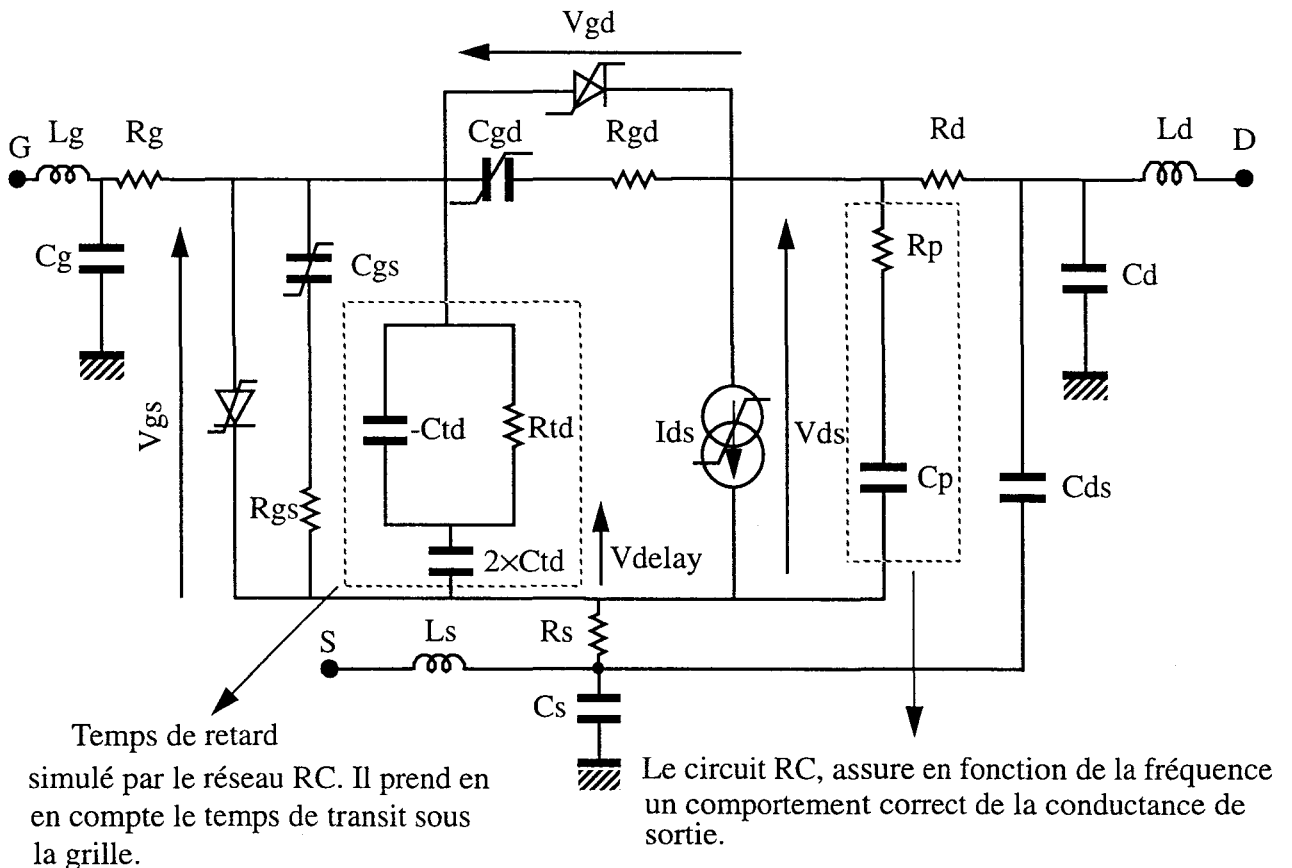 Vgd
Lg
Rg
Cgd
Rgd
Rd
Ld
G
D
Cg
Cgs
Rp
Cd
Vgs
-Ctd
Rtd
Ids
Vds
Cp
Cds
Rgs
2×Ctd
Vdelay
S
Ls
Rs
Cs
Temps de retard
simulé par le réseau RC. Il prend en
en compte le temps de transit sous
la grille.
Le circuit RC, assure en fonction de la fréquence
un comportement correct de la conductance de
sortie.